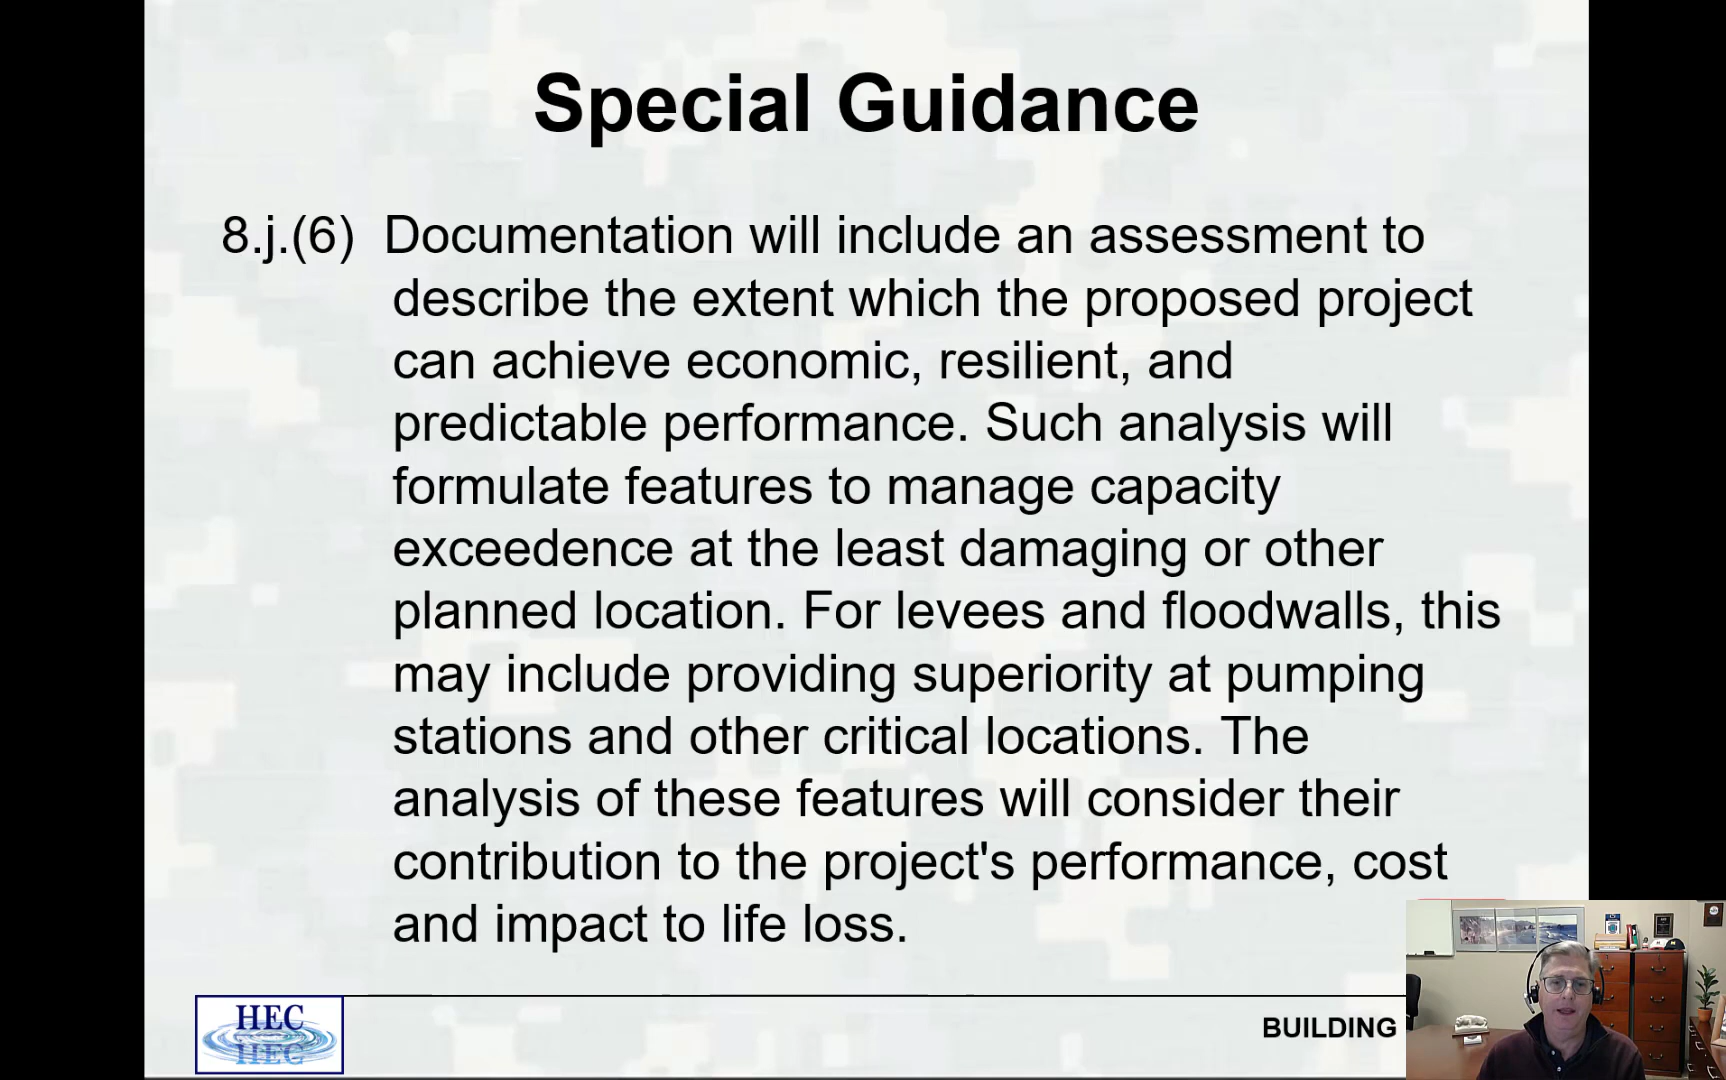 Special Guidance
8.j.(6) Documentation will include an assessment to
describe the extent which the proposed project
can achieve economic, resilient, and
predictable performance. Such analysis will
formulate features to manage capacity
exceedence at the least damaging or other
planned location. For levees and floodwalls, this
may include providing superiority at pumping
stations and other critical locations. The
analysis of these features will consider their
contribution to the project's performance, cost
and impact to life loss.
HEC
BUILDING